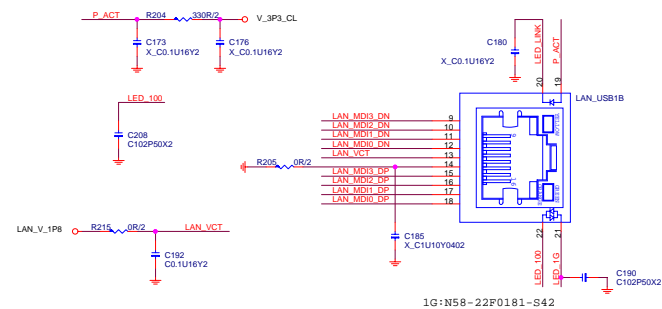 P_ACT R204 330R/2 V_3P3_CL
C173
X_C0.1U16Y2
C176
X_C0.1U16Y2
C180
X_C0.1U16Y2
LED_LINK
P_ACT
20
19
LAN_USB1B
LED_100
C208
C102P50X2
LAN_MDI3_DN 9
LAN_MDI2_DN 10
LAN_MDI1_DN 11
LAN_MDI0_DN 12
LAN_VCT 13
R205 0R/2 14
LAN_MDI3_DP 15
LAN_MDI2_DP 16
LAN_MDI1_DP 17
LAN_MDI0_DP 18
C185
X_C1U10Y0402
LAN_V_1P8 R215 0R/2 LAN_VCT
C192
C0.1U16Y2
22
21
LED_100
LED_1G
C190
C102P50X2
1G:N58-22F0181-S42